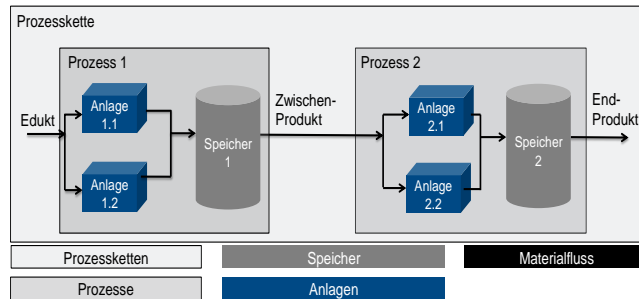 Prozesskette
Prozess 1
Prozess 2
Edukt
Anlage
1.1
Anlage
1.2
Speicher
1
Zwischen-
Produkt
Anlage
2.1
Anlage
2.2
Speicher
2
End-
Produkt
Prozessketten
Speicher
Materialfluss
Prozesse
Anlagen